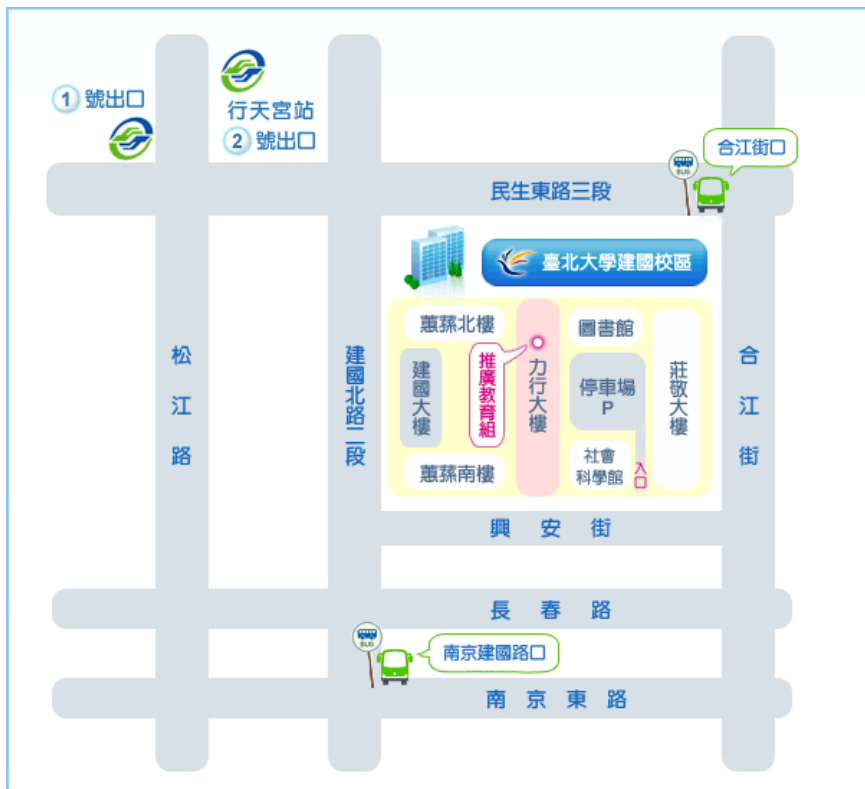 1 號出口
行天宮站
2 號出口
合江街口
BUS
民生東路三段
臺北大學建國校區
蕙蓀北樓
圖書館
松江路
建國北路二段
建國大樓
推廣教育組
力行大樓
停車場
P
莊敬大樓
合江街
蕙蓀南樓
社會
科學館
入口
興安街
長春路
BUS
南京建國路口
南京東路